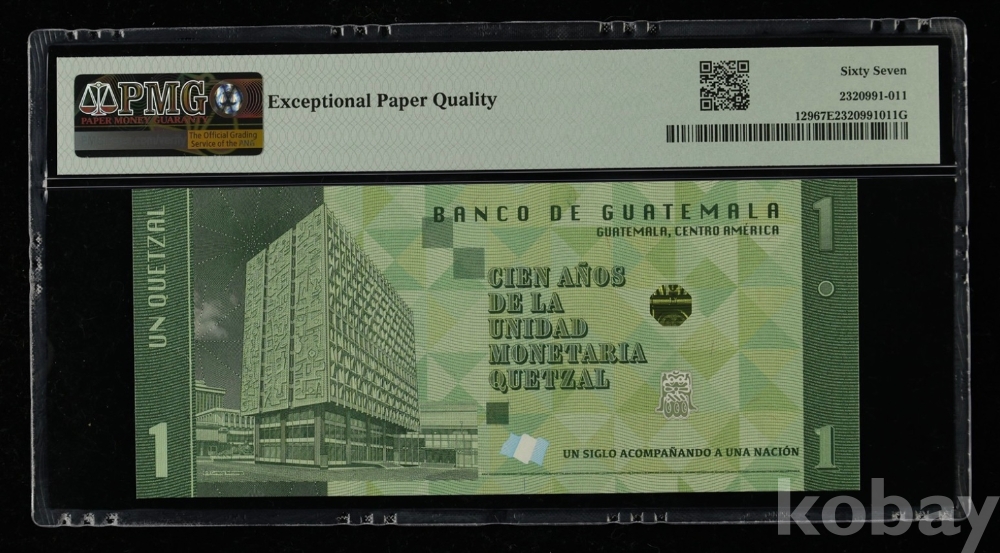 PMG
PAPER MONEY GUARANTY
The Official Grading
Service of the PNG
Exceptional Paper Quality
Sixty Seven
2320991-011
12967E2320991011G
UN QUETZAL
1
BANCO DE GUATEMALA
GUATEMALA, CENTRO AMÉRICA
CIEN AÑOS
DE LA
UNIDAD
MONETARIA
QUETZAL
UN SIGLO ACOMPAÑANDO A UNA NACIÓN
1
1
kobay